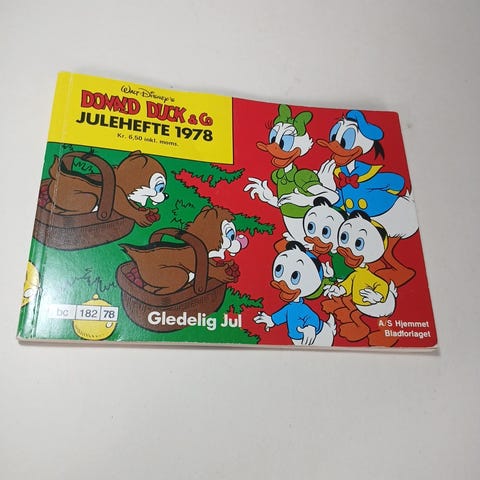 Walt Disney's
DONALD DUCK & Co
JULEHEFTE 1978
Kr. 6,50 inkl. moms.
bc 182 78
Gledelig Jul
A/S Hjemmet
Bladforlaget